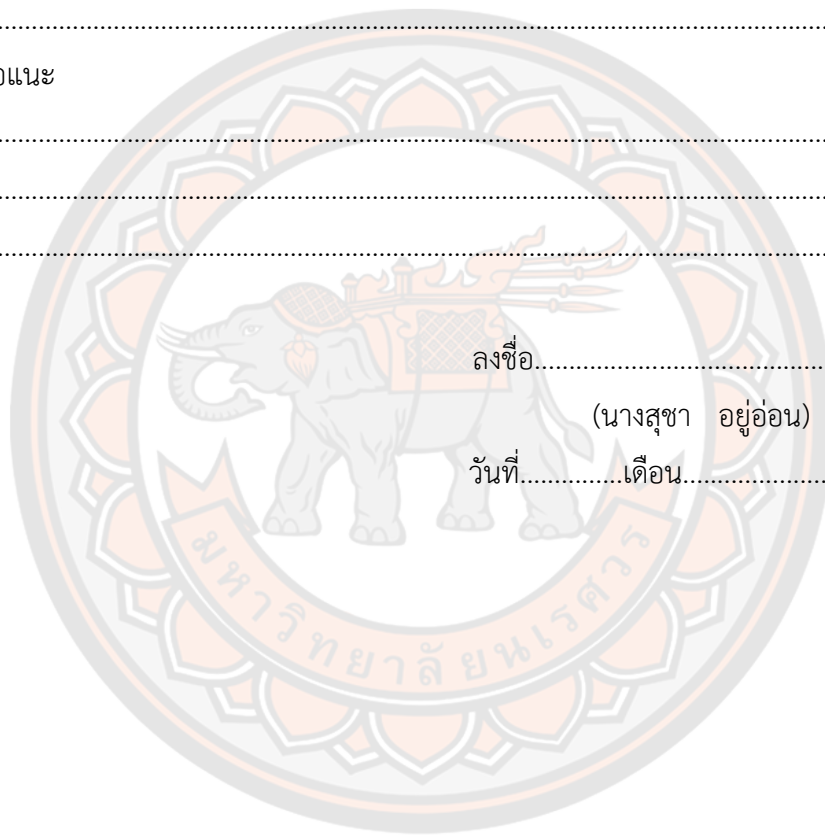 ................................................................................................................................
อแนะ
................................................................................................................................
................................................................................................................................
................................................................................................................................
ลงชื่อ...........................................
(นางสุชา อยู่อ่อน)
วันที่...............เดือน.....................
มหาวิทยาลัยนเรศวร